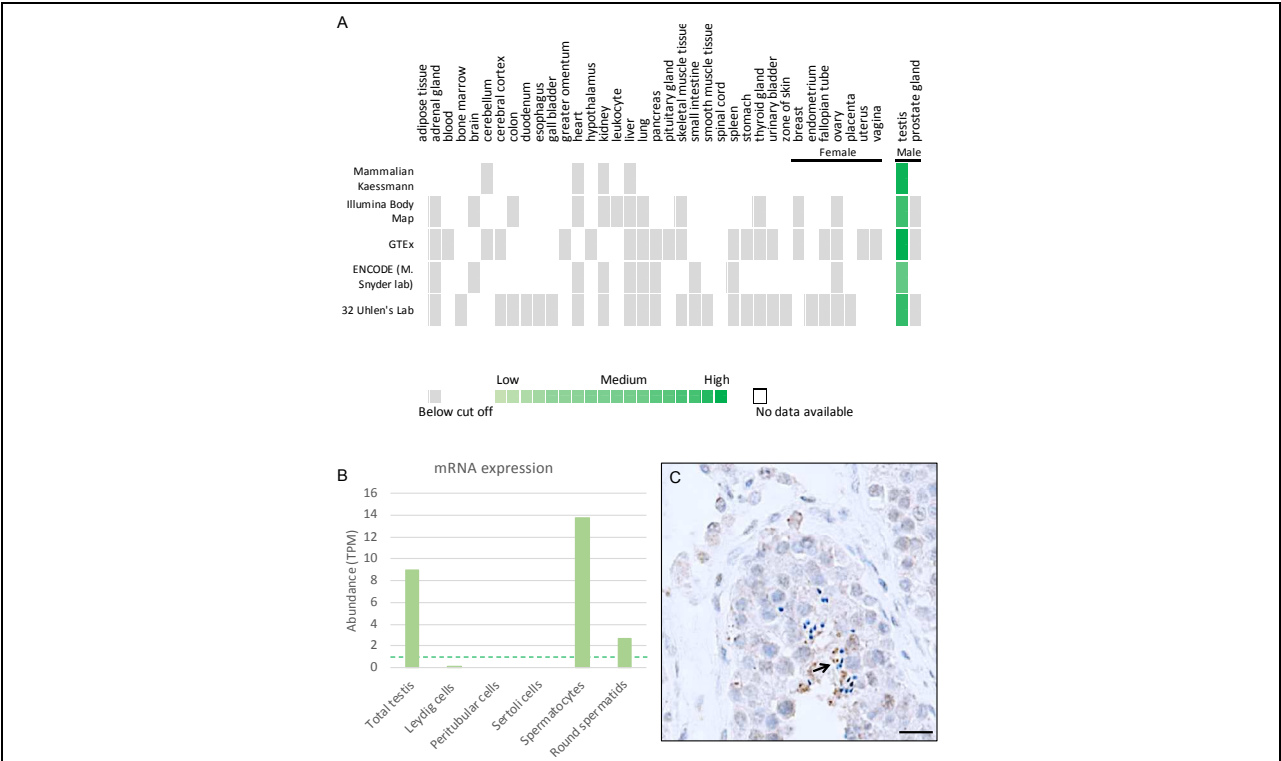 A
adipose tissue
adrenal gland
blood
bone marrow
brain
cerebellum
cerebral cortex
colon
duodenum
esophagus
gall bladder
greater omentum
heart
hypothalamus
kidney
leukocyte
liver
lung
pancreas
pituitary gland
skeletal muscle tissue
small intestine
smooth muscle tissue
spinal cord
spleen
stomach
thyroid gland
urinary bladder
zone of skin
breast
endometrium
fallopian tube
ovary
placenta
uterus
vagina
testis
prostate gland
Female
Male
Mammalian
Kaessmann
Illumina Body
Map
GTEx
ENCODE (M.
Snyder lab)
32 Uhlen's Lab
Low Medium High
Below cut off
No data available
B
mRNA expression
Abundance (TPM)
16
14
12
10
8
6
4
2
0
Total testis
Leydig cells
Peritubular cells
Sertoli cells
Spermatocytes
Round spermatids
C